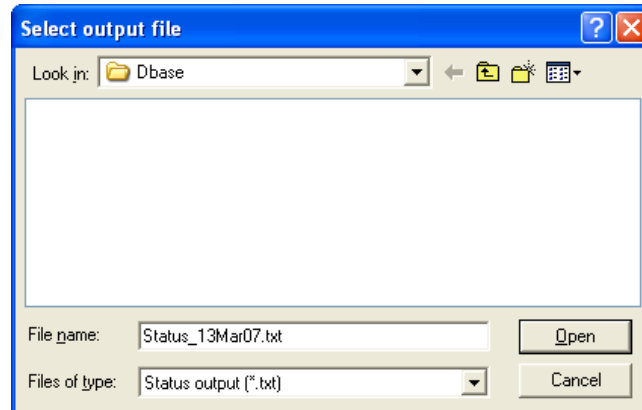 Select output file
Look in: Dbase
File name: Status_13Mar07.txt Open
Files of type: Status output (*.txt) Cancel